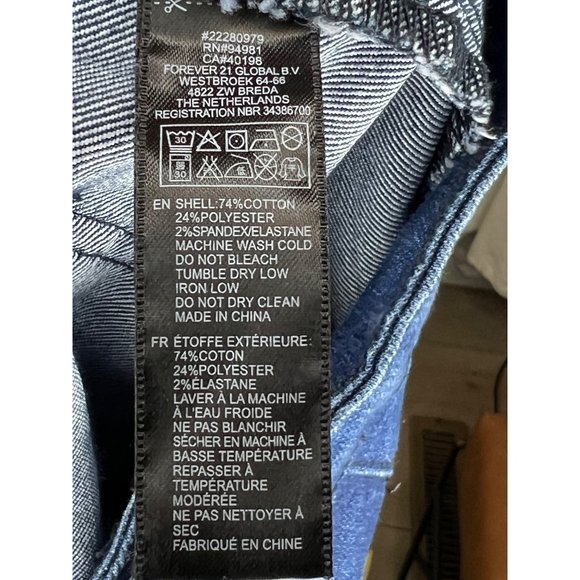 #22280979
RN#94981
CA#40198
FOREVER 21 GLOBAL B.V
WESTBROEK 64-66
4822 ZW BREDA
THE NETHERLANDS
REGISTRATION NBR 34386700
30
30
EN SHELL:74%COTTON
24%POLYESTER
2%SPANDEX/ELASTANE
MACHINE WASH COLD
DO NOT BLEACH
TUMBLE DRY LOW
IRON LOW
DO NOT DRY CLEAN
MADE IN CHINA
FR ÉTOFFE EXTÉRIEURE:
74%COTON
24%POLYESTER
2%ÉLASTANE
LAVER À LA MACHINE
À L'EAU FROIDE
NE PAS BLANCHIR
SÉCHER EN MACHINE À
BASSE TEMPÉRATURE
REPASSER À
TEMPÉRATURE
MODÉRÉE
NE PAS NETTOYER À
SEC
FABRIQUÉ EN CHINE